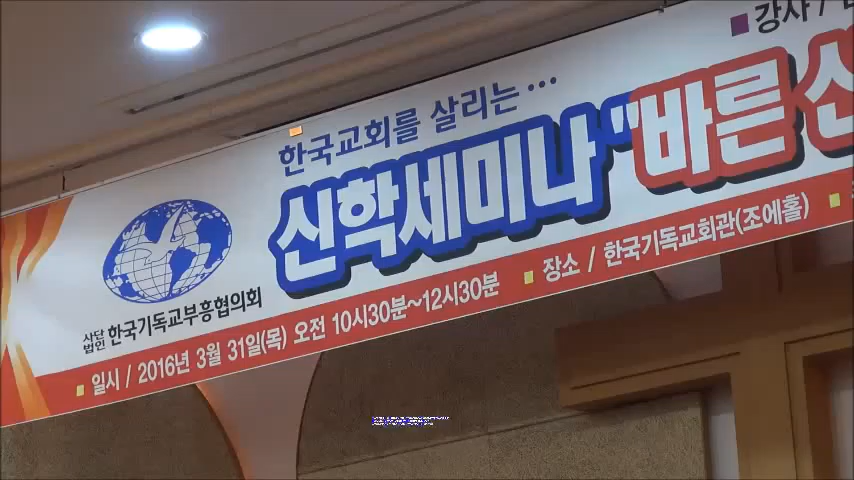 ■ 강사 /
한국교회를 살리는···
신학세미나 "바른
사단법인 한국기독교부흥협의회
■ 일시 / 2016년 3월 31일(목) 오전 10시30분~12시30분 ■ 장소 / 한국기독교회관(조에홀) ■